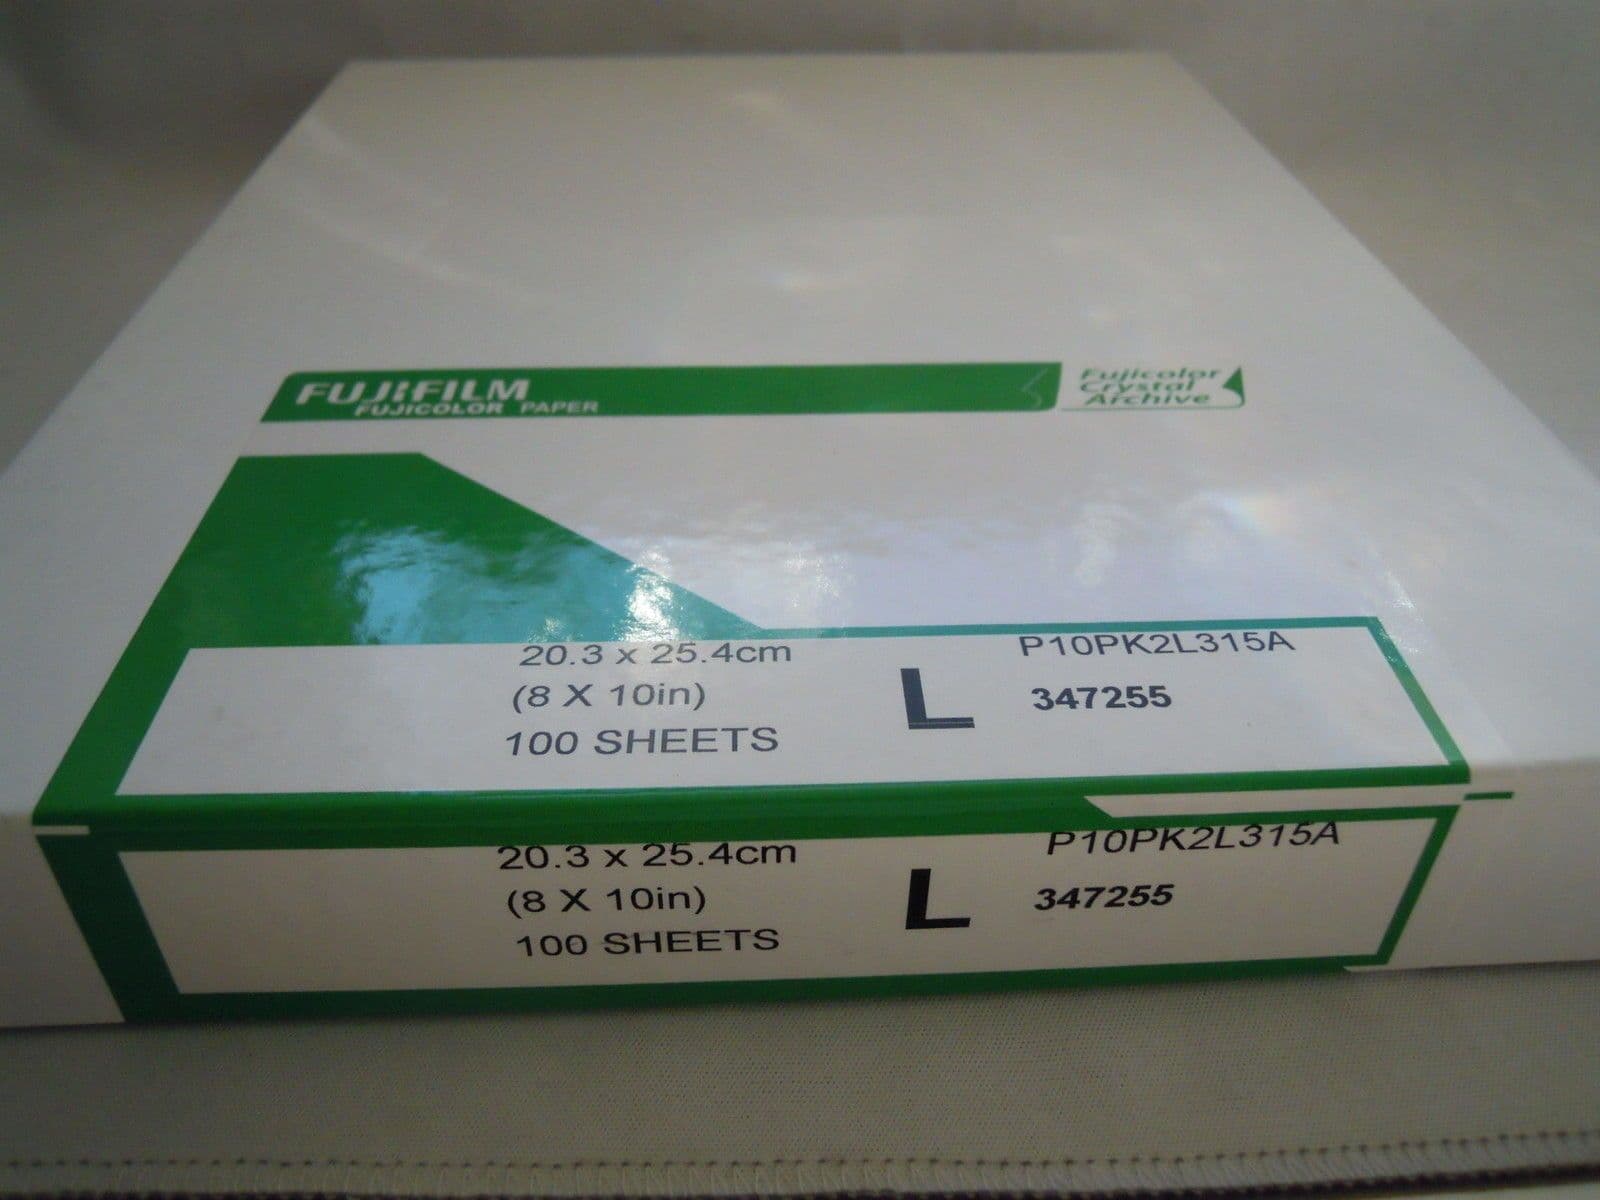 FUJIFILM
FUJICOLOR PAPER
Fujicolor
Crystal
Archive
20.3 x 25.4cm
(8 X 10in)
100 SHEETS
L
P10PK2L315A
347255
20.3 x 25.4cm
(8 X 10in)
100 SHEETS
L
P10PK2L315A
347255